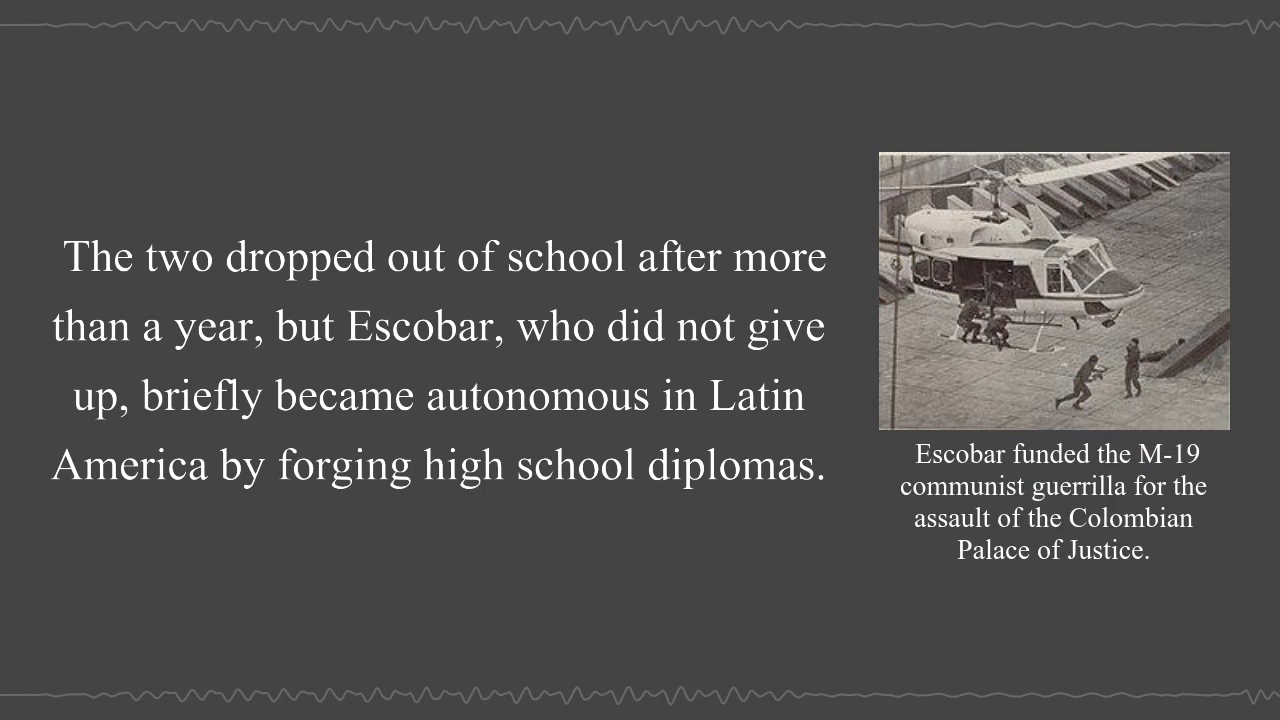 The two dropped out of school after more
than a year, but Escobar, who did not give
up, briefly became autonomous in Latin
America by forging high school diplomas.
Escobar funded the M-19
communist guerrilla for the
assault of the Colombian
Palace of Justice.